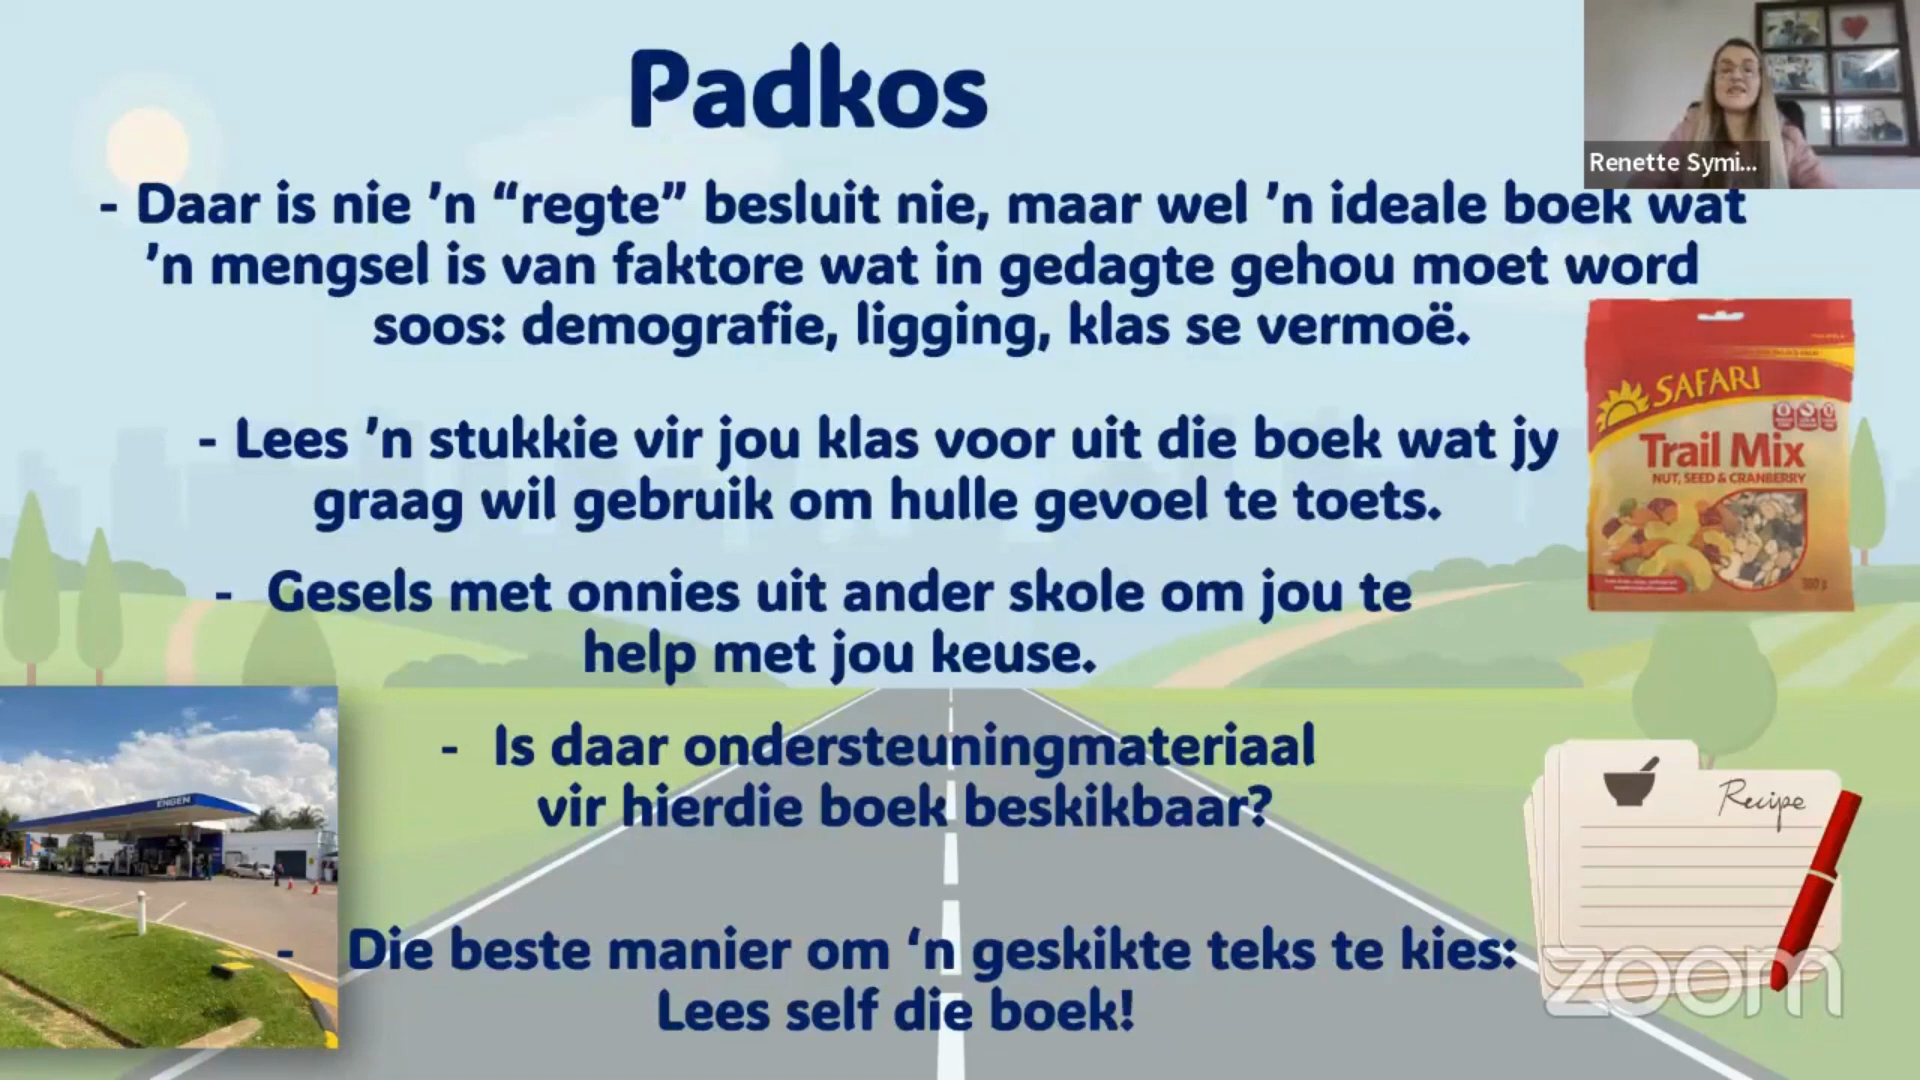 Padkos
Renette Symi...
- Daar is nie ’n “regte” besluit nie, maar wel ’n ideale boek wat
’n mengsel is van faktore wat in gedagte gehou moet word
soos: demografie, ligging, klas se vermoë.
- Lees ’n stukkie vir jou klas voor uit die boek wat jy
graag wil gebruik om hulle gevoel te toets.
- Gesels met onnies uit ander skole om jou te
help met jou keuse.
- Is daar ondersteuningmateriaal
vir hierdie boek beskikbaar?
- Die beste manier om ‘n geskikte teks te kies:
Lees self die boek!
SAFARI
Trail Mix
NUT, SEED & CRANBERRY
ENGEN
Recipe
zoom